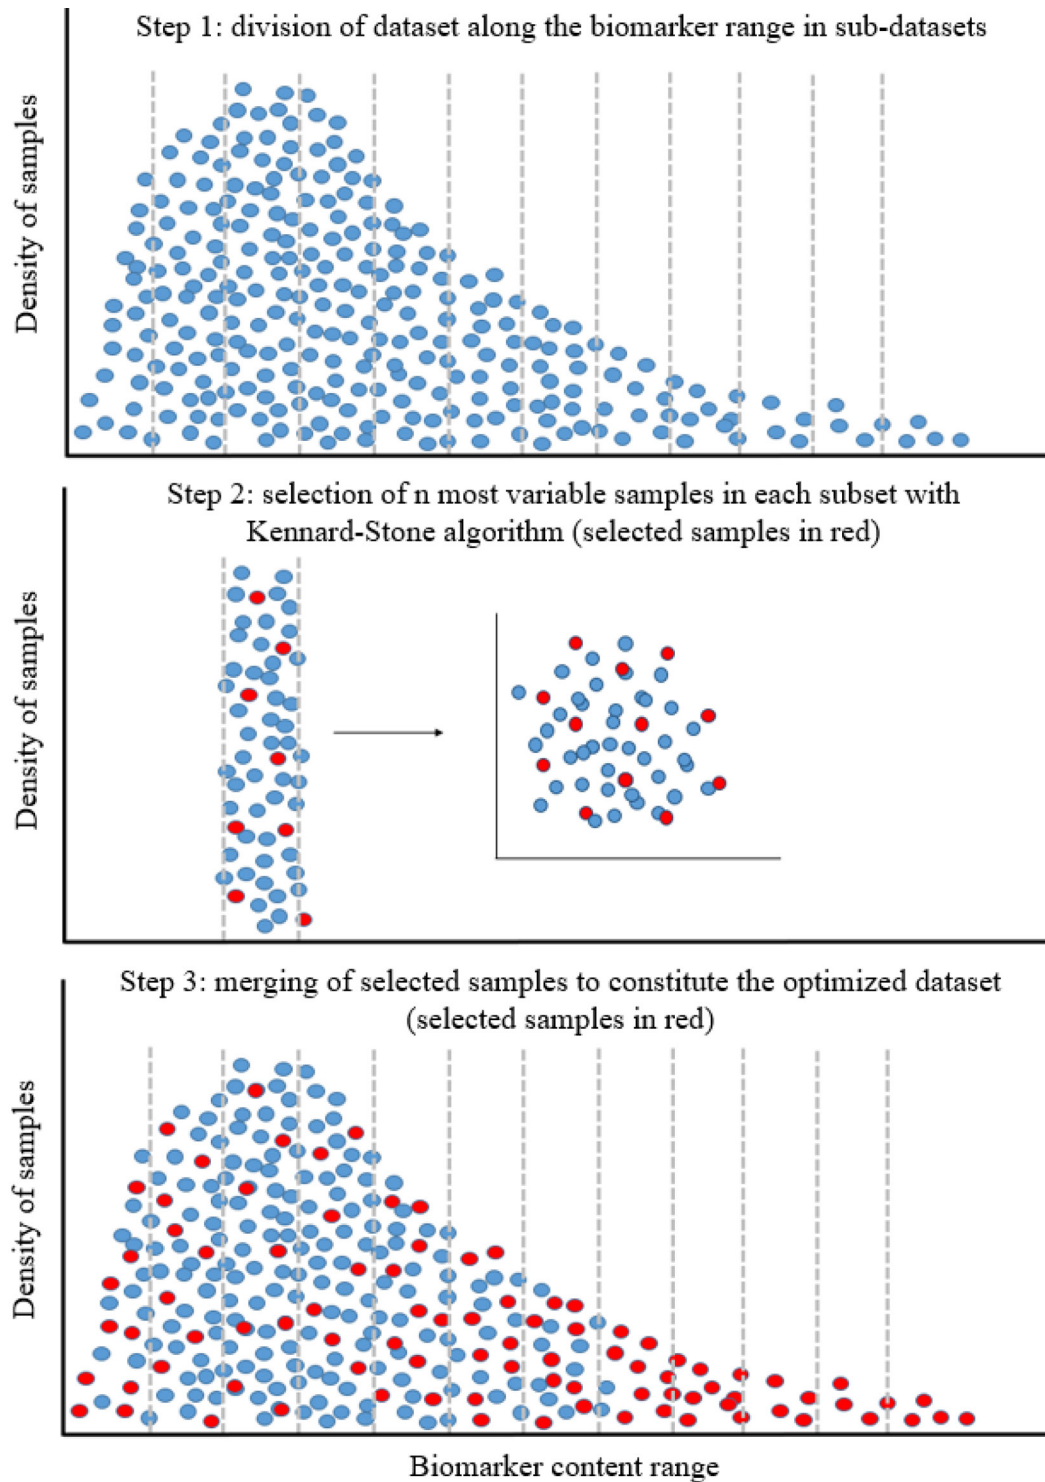 Step 1: division of dataset along the biomarker range in sub-datasets
Density of samples
Step 2: selection of n most variable samples in each subset with
Kennard-Stone algorithm (selected samples in red)
Density of samples
Step 3: merging of selected samples to constitute the optimized dataset
(selected samples in red)
Density of samples
Biomarker content range